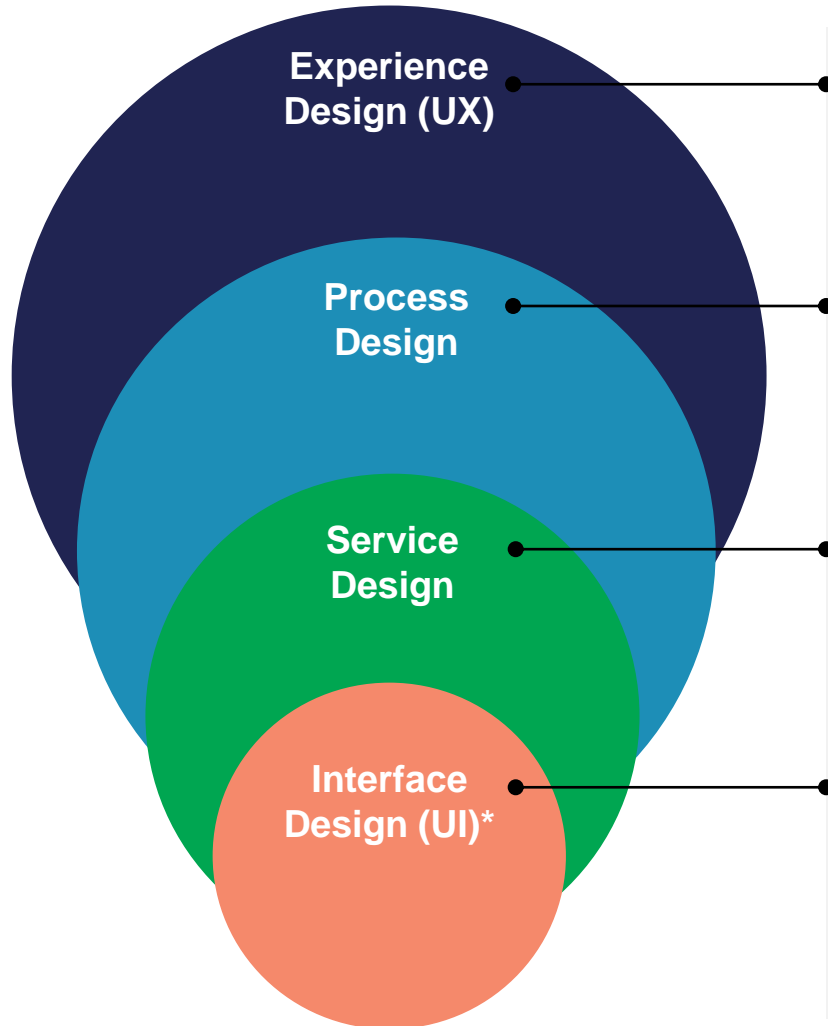 Experience
Design (UX)
Process
Design
Service
Design
Interface
Design (UI)*